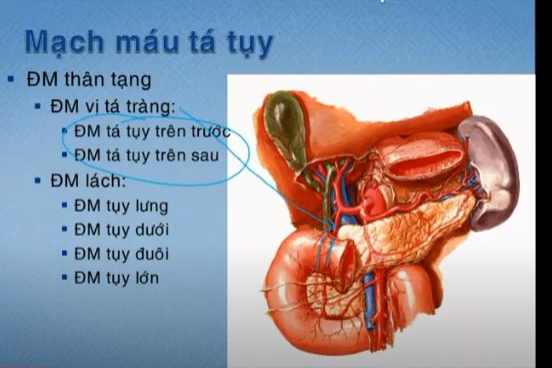 Mạch máu tá tụy
ĐM thân tạng
ĐM vị tá tràng:
ĐM tá tụy trên trước
ĐM tá tụy trên sau
ĐM lách:
ĐM tụy lưng
ĐM tụy dưới
ĐM tụy đuôi
ĐM tụy lớn